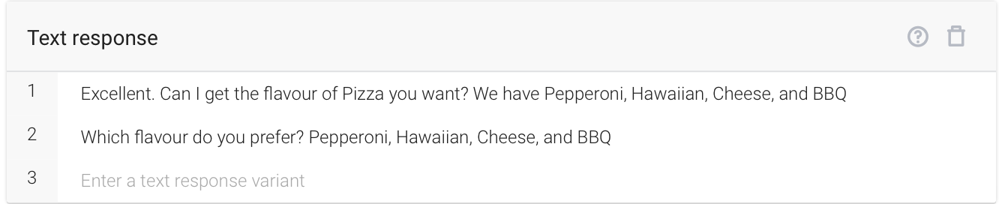 Text response
1 Excellent. Can I get the flavour of Pizza you want? We have Pepperoni, Hawaiian, Cheese, and BBQ
2 Which flavour do you prefer? Pepperoni, Hawaiian, Cheese, and BBQ
3 Enter a text response variant